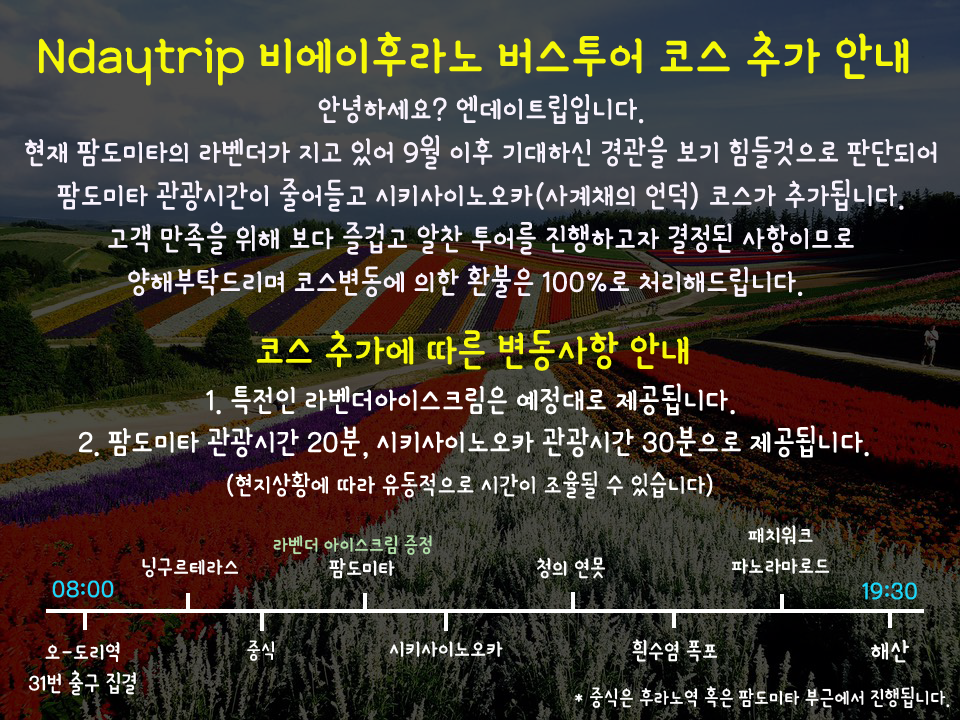 Ndaytrip 비에이후라노 버스투어 코스 추가 안내
안녕하세요? 엔데이트립입니다.
현재 팜도미타의 라벤더가 지고 있어 9월 이후 기대하신 경관을 보기 힘들것으로 판단되어
팜도미타 관광시간이 줄어들고 시키사이노오카(사계채의 언덕) 코스가 추가됩니다.
고객 만족을 위해 보다 즐겁고 알찬 투어를 진행하고자 결정된 사항이므로
양해부탁드리며 코스변동에 의한 환불은 100%로 처리해드립니다.
코스 추가에 따른 변동사항 안내
1. 특전인 라벤더아이스크림은 예정대로 제공됩니다.
2. 팜도미타 관광시간 20분, 시키사이노오카 관광시간 30분으로 제공됩니다.
(현지상황에 따라 유동적으로 시간이 조율될 수 있습니다)
08:00
오-도리역
31번 출구 집결
닝구르테라스
중식
라벤더 아이스크림 증정
팜도미타
시키사이노오카
청의 연못
흰수염 폭포
패치워크
파노라마로드
19:30
해산
* 중식은 후라노역 혹은 팜도미타 부근에서 진행됩니다.